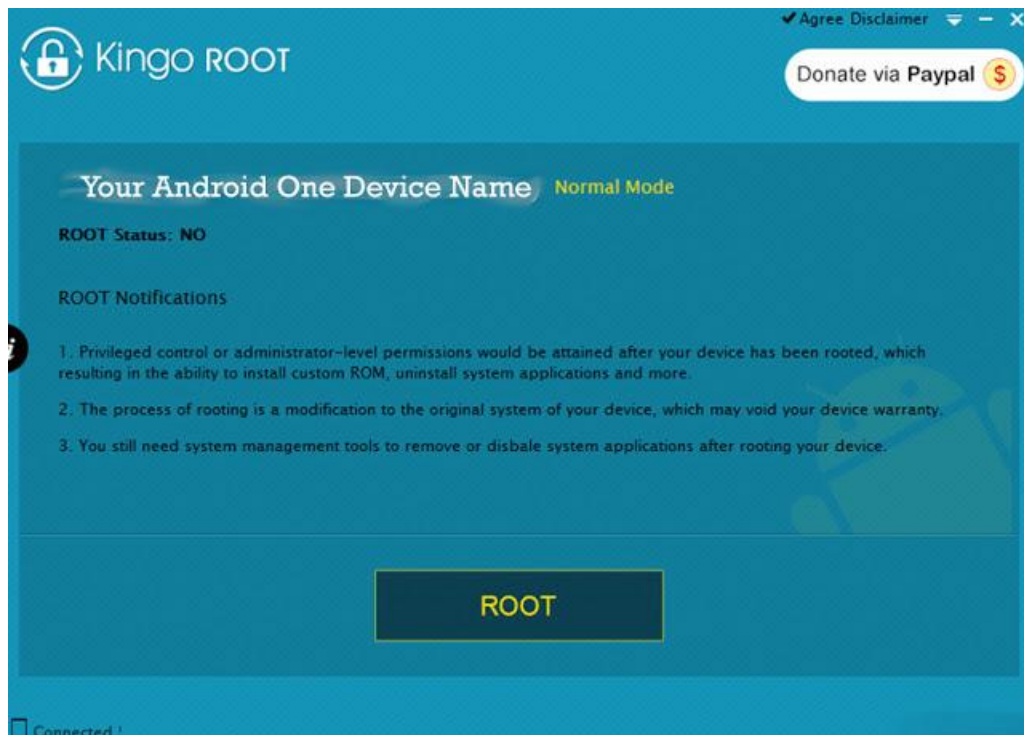 ✔Agree Disclaimer
Kingo ROOT
Donate via Paypal $
Your Android One Device Name Normal Mode
ROOT Status: NO
ROOT Notifications
i
1. Privileged control or administrator-level permissions would be attained after your device has been rooted, which
resulting in the ability to install custom ROM, uninstall system applications and more.
2. The process of rooting is a modification to the original system of your device, which may void your device warranty.
3. You still need system management tools to remove or disbale system applications after rooting your device.
ROOT
Connected !